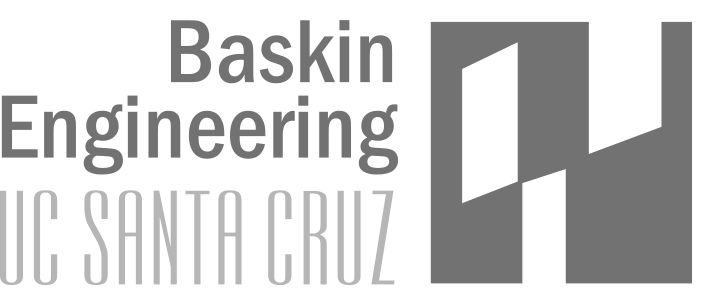 Baskin
Engineering
UC SANTA CRUZ